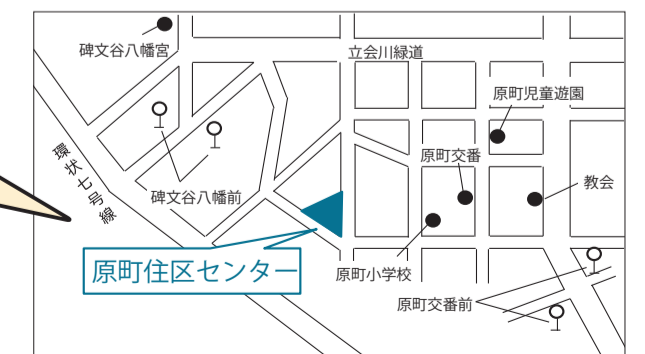 碑文谷八幡宮
立会川緑道
原町児童遊園
環状七号線
原町交番
碑文谷八幡前
教会
原町住区センター
原町小学校
原町交番前